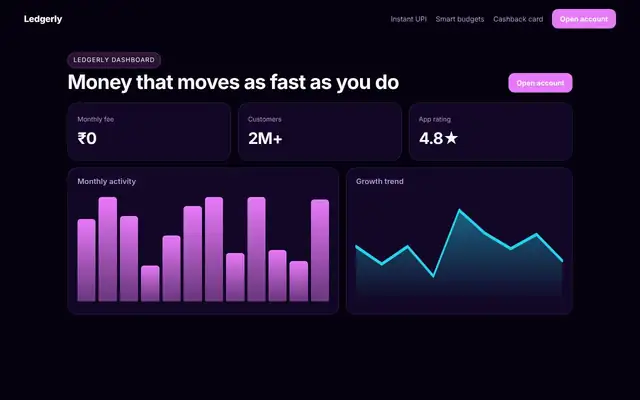 Ledgerly
Instant UPI
Smart budgets
Cashback card
Open account
LEDGERLY DASHBOARD
Money that moves as fast as you do
Open account
Monthly fee
₹0
Customers
2M+
App rating
4.8★
Monthly activity
Growth trend